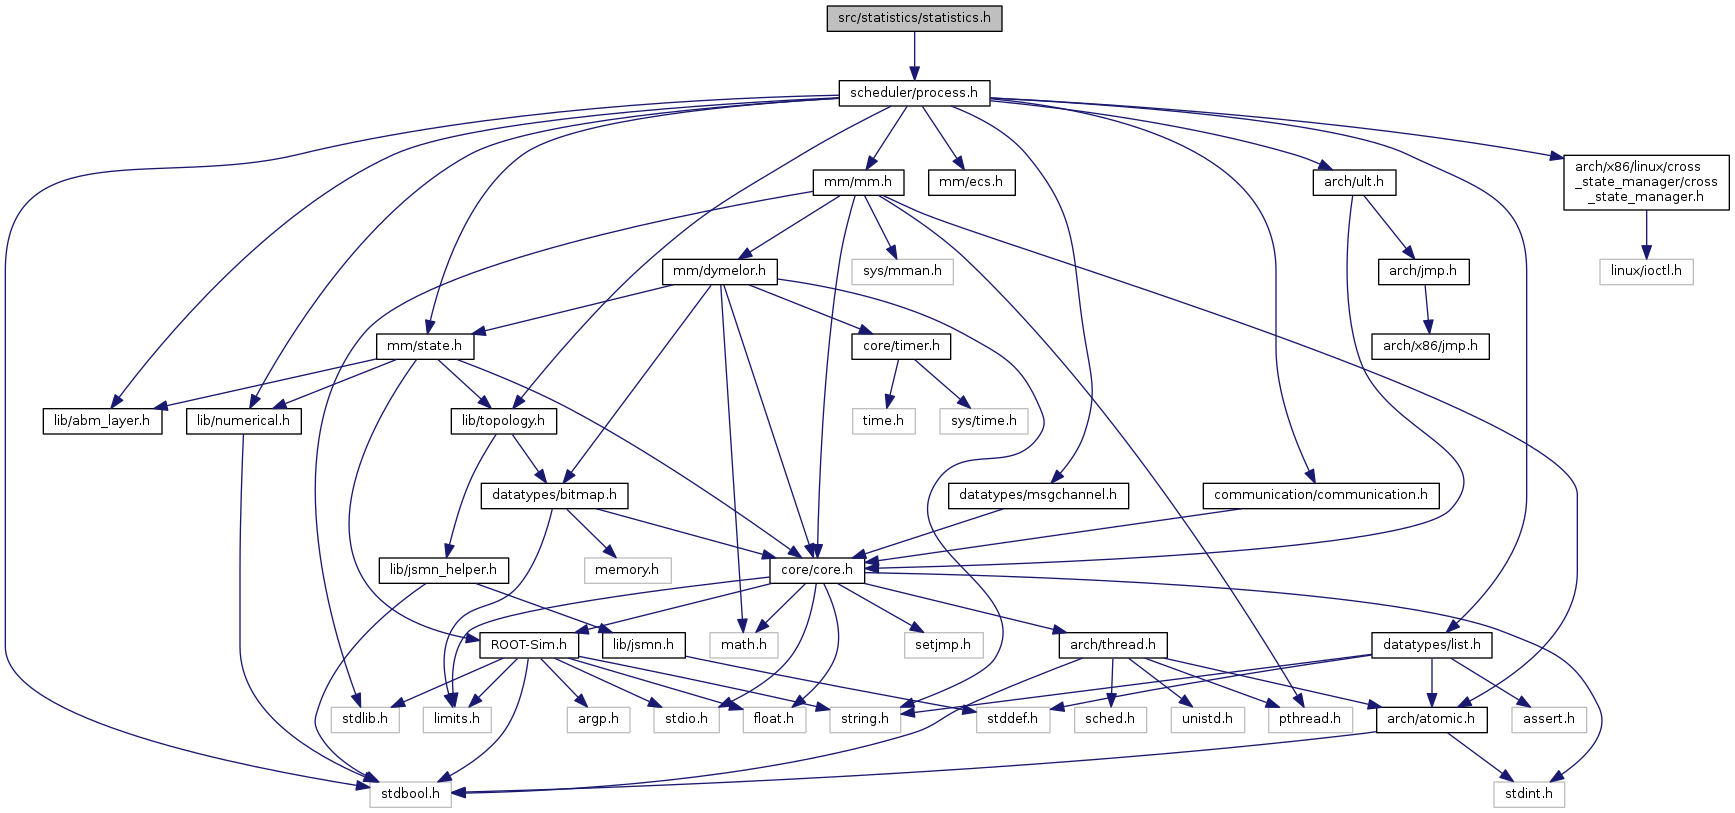 src/statistics/statistics.h
scheduler/process.h
mm/mm.h
mm/ecs.h
arch/ult.h
arch/x86/linux/cross
_state_manager/cross
_state_manager.h
mm/dymelor.h
sys/mman.h
arch/jmp.h
linux/ioctl.h
mm/state.h
core/timer.h
arch/x86/jmp.h
lib/abm_layer.h
lib/numerical.h
lib/topology.h
time.h
sys/time.h
datatypes/bitmap.h
datatypes/msgchannel.h
communication/communication.h
lib/jsmn_helper.h
memory.h
core/core.h
ROOT-Sim.h
lib/jsmn.h
math.h
setjmp.h
arch/thread.h
datatypes/list.h
stdlib.h
limits.h
argp.h
stdio.h
float.h
string.h
stddef.h
sched.h
unistd.h
pthread.h
arch/atomic.h
assert.h
stdbool.h
stdint.h